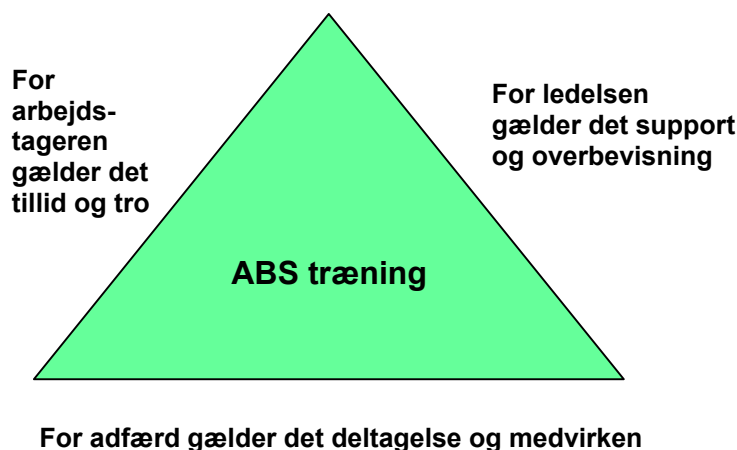 For
arbejds-
tageren
gælder det
tillid og tro
For ledelsen
gælder det support
og overbevisning
ABS træning
For adfærd gælder det deltagelse og medvirken